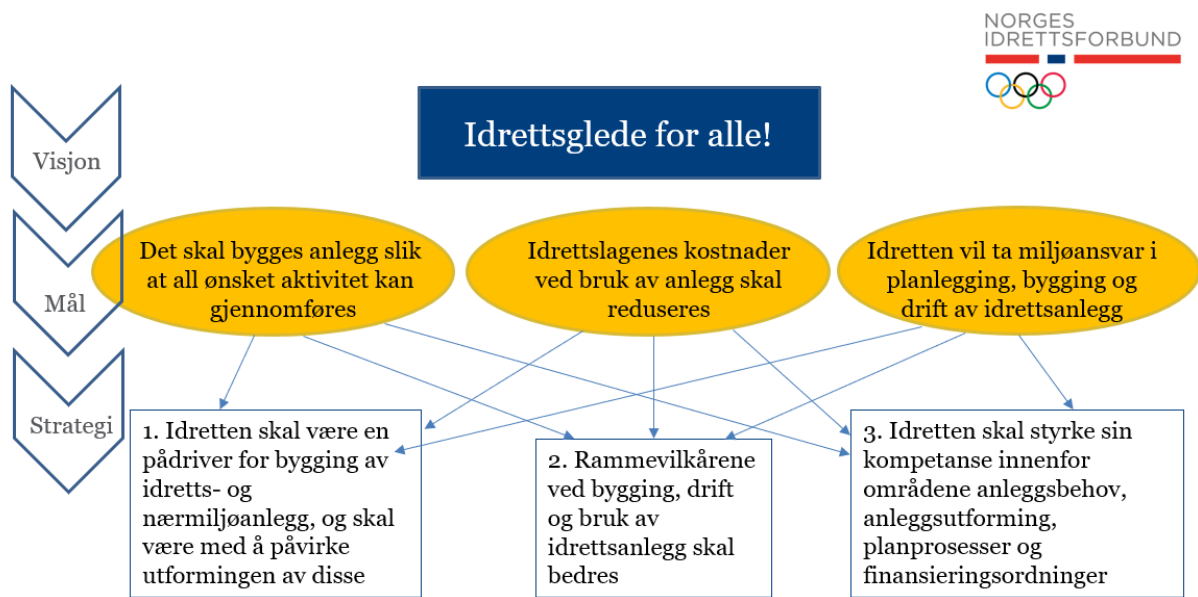 NORGES
IDRETTSFORBUND
Visjon
Idrettsglede for alle!
Mål
Det skal bygges anlegg slik
at all ønsket aktivitet kan
gjennomføres
Idrettslagenes kostnader
ved bruk av anlegg skal
reduseres
Idretten vil ta miljøansvar i
planlegging, bygging og
drift av idrettsanlegg
Strategi
1. Idretten skal være en
pådriver for bygging av
idretts- og
nærmiljøanlegg, og skal
være med å påvirke
utformingen av disse
2. Rammevilkårene
ved bygging, drift
og bruk av
idrettsanlegg skal
bedres
3. Idretten skal styrke sin
kompetanse innenfor
områdene anleggsbehov,
anleggsutforming,
planprosesser og
finansieringsordninger